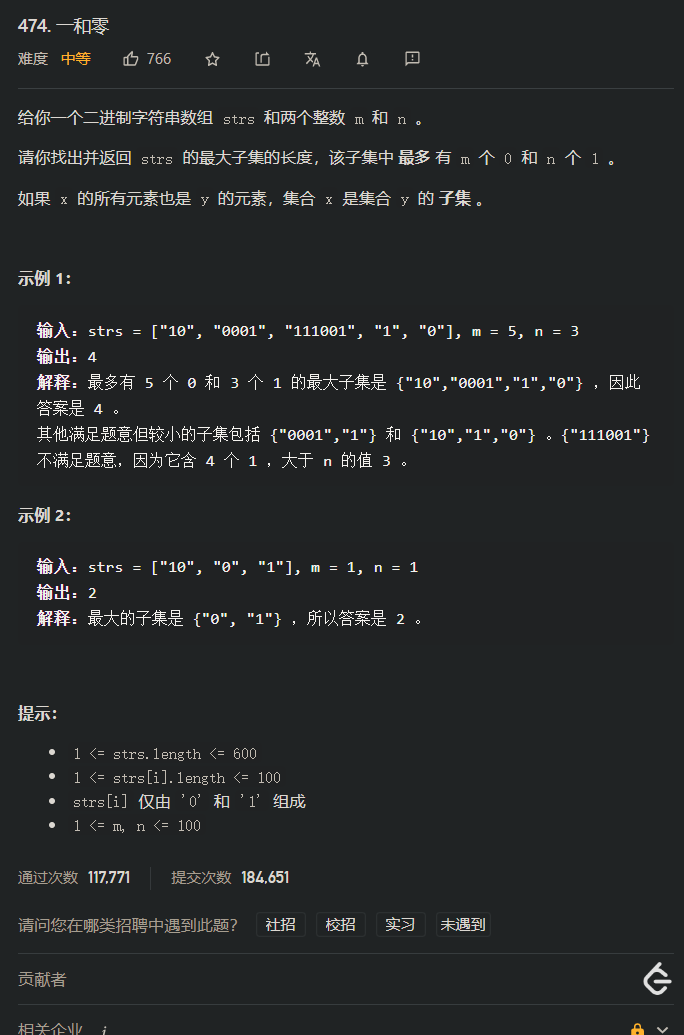 474. 一和零
难度 中等 766
给你一个二进制字符串数组 strs 和两个整数 m 和 n 。
请你找出并返回 strs 的最大子集的长度，该子集中 最多 有 m 个 0 和 n 个 1 。
如果 x 的所有元素也是 y 的元素，集合 x 是集合 y 的 子集 。
示例 1：
输入：strs = ["10", "0001", "111001", "1", "0"], m = 5, n = 3
输出：4
解释：最多有 5 个 0 和 3 个 1 的最大子集是 {"10","0001","1","0"} ，因此
答案是 4 。
其他满足题意但较小的子集包括 {"0001","1"} 和 {"10","1","0"} 。{"111001"}
不满足题意，因为它含 4 个 1 ，大于 n 的值 3 。
示例 2：
输入：strs = ["10", "0", "1"], m = 1, n = 1
输出：2
解释：最大的子集是 {"0", "1"} ，所以答案是 2 。
提示：
1 <= strs.length <= 600
1 <= strs[i].length <= 100
strs[i] 仅由 '0' 和 '1' 组成
1 <= m, n <= 100
通过次数 117,771 提交次数 184,651
请问您在哪类招聘中遇到此题？ 社招 校招 实习 未遇到
贡献者
相关企业 i